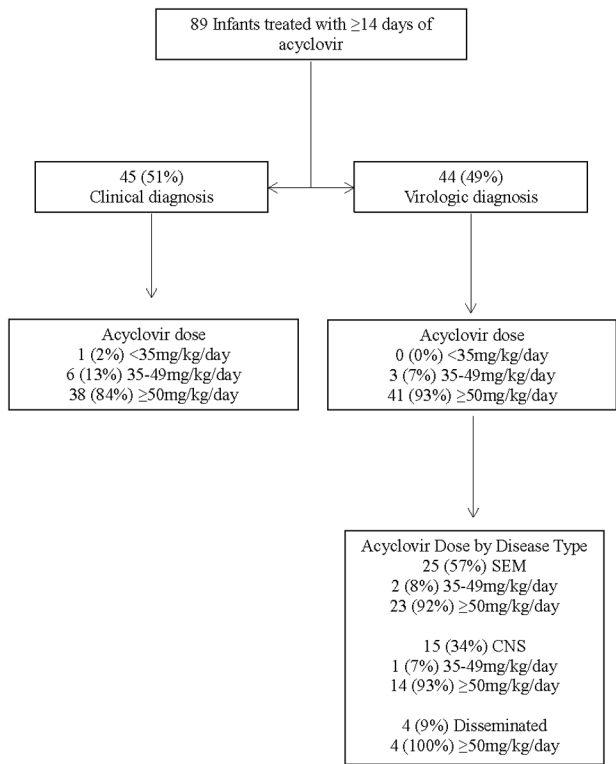 89 Infants treated with ≥14 days of
acyclovir
45 (51%)
Clinical diagnosis
44 (49%)
Virologic diagnosis
Acyclovir dose
1 (2%) <35mg/kg/day
6 (13%) 35-49mg/kg/day
38 (84%) ≥50mg/kg/day
Acyclovir dose
0 (0%) <35mg/kg/day
3 (7%) 35-49mg/kg/day
41 (93%) ≥50mg/kg/day
Acyclovir Dose by Disease Type
25 (57%) SEM
2 (8%) 35-49mg/kg/day
23 (92%) ≥50mg/kg/day
15 (34%) CNS
1 (7%) 35-49mg/kg/day
14 (93%) ≥50mg/kg/day
4 (9%) Disseminated
4 (100%) ≥50mg/kg/day